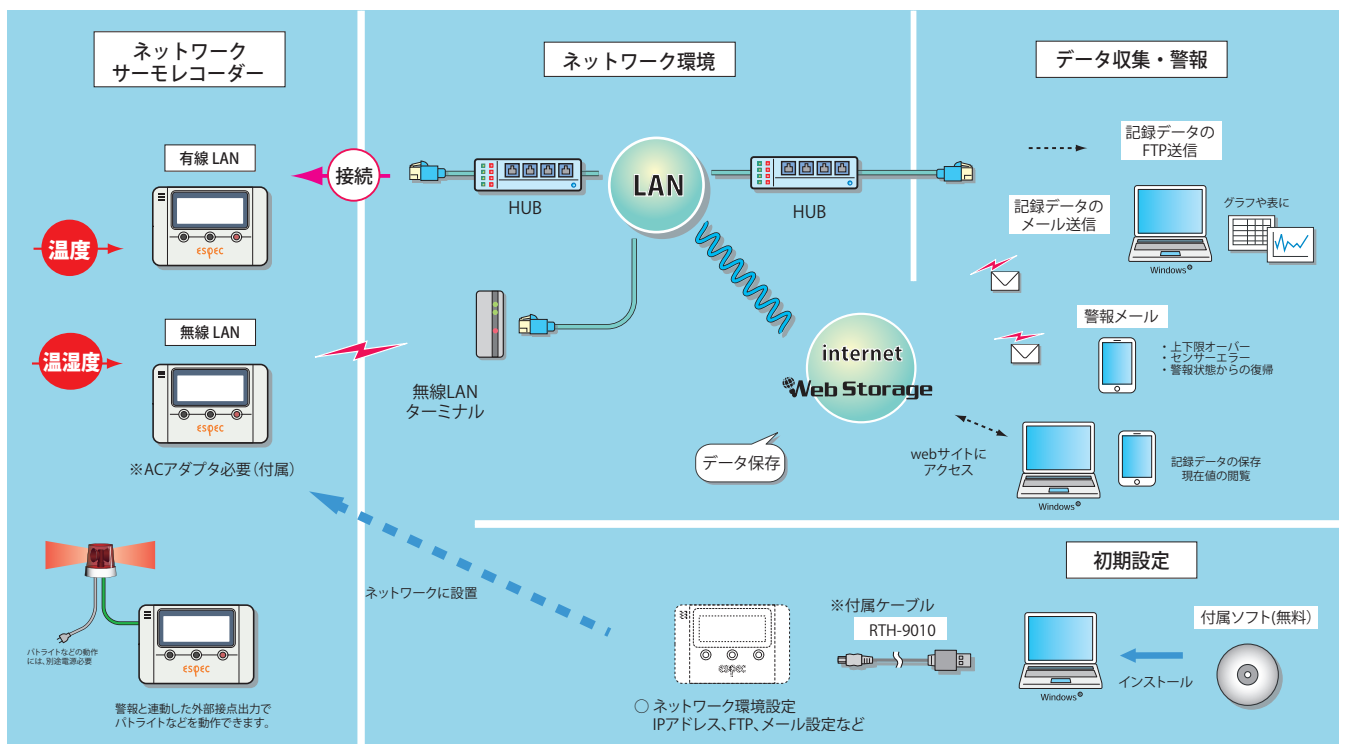 ネットワーク
サーモレコーダー
有線 LAN
温度
espec
無線 LAN
温湿度
espec
※ACアダプタ必要(付属)
パトライトなどの動作
には、別途電源必要
espec
警報と連動した外部接点出力で
パトライトなどを動作できます。
ネットワーク環境
接続
HUB
LAN
HUB
無線LAN
ターミナル
internet
Web Storage
データ保存
データ収集・警報
記録データの
FTP送信
記録データの
メール送信
グラフや表に
Windows®
警報メール
・上下限オーバー
・センサーエラー
・警報状態からの復帰
webサイトに
アクセス
記録データの保存
現在値の閲覧
Windows®
初期設定
ネットワークに設置
espec
○ネットワーク環境設定
IPアドレス、FTP、メール設定など
※付属ケーブル
RTH-9010
Windows®
インストール
付属ソフト(無料)